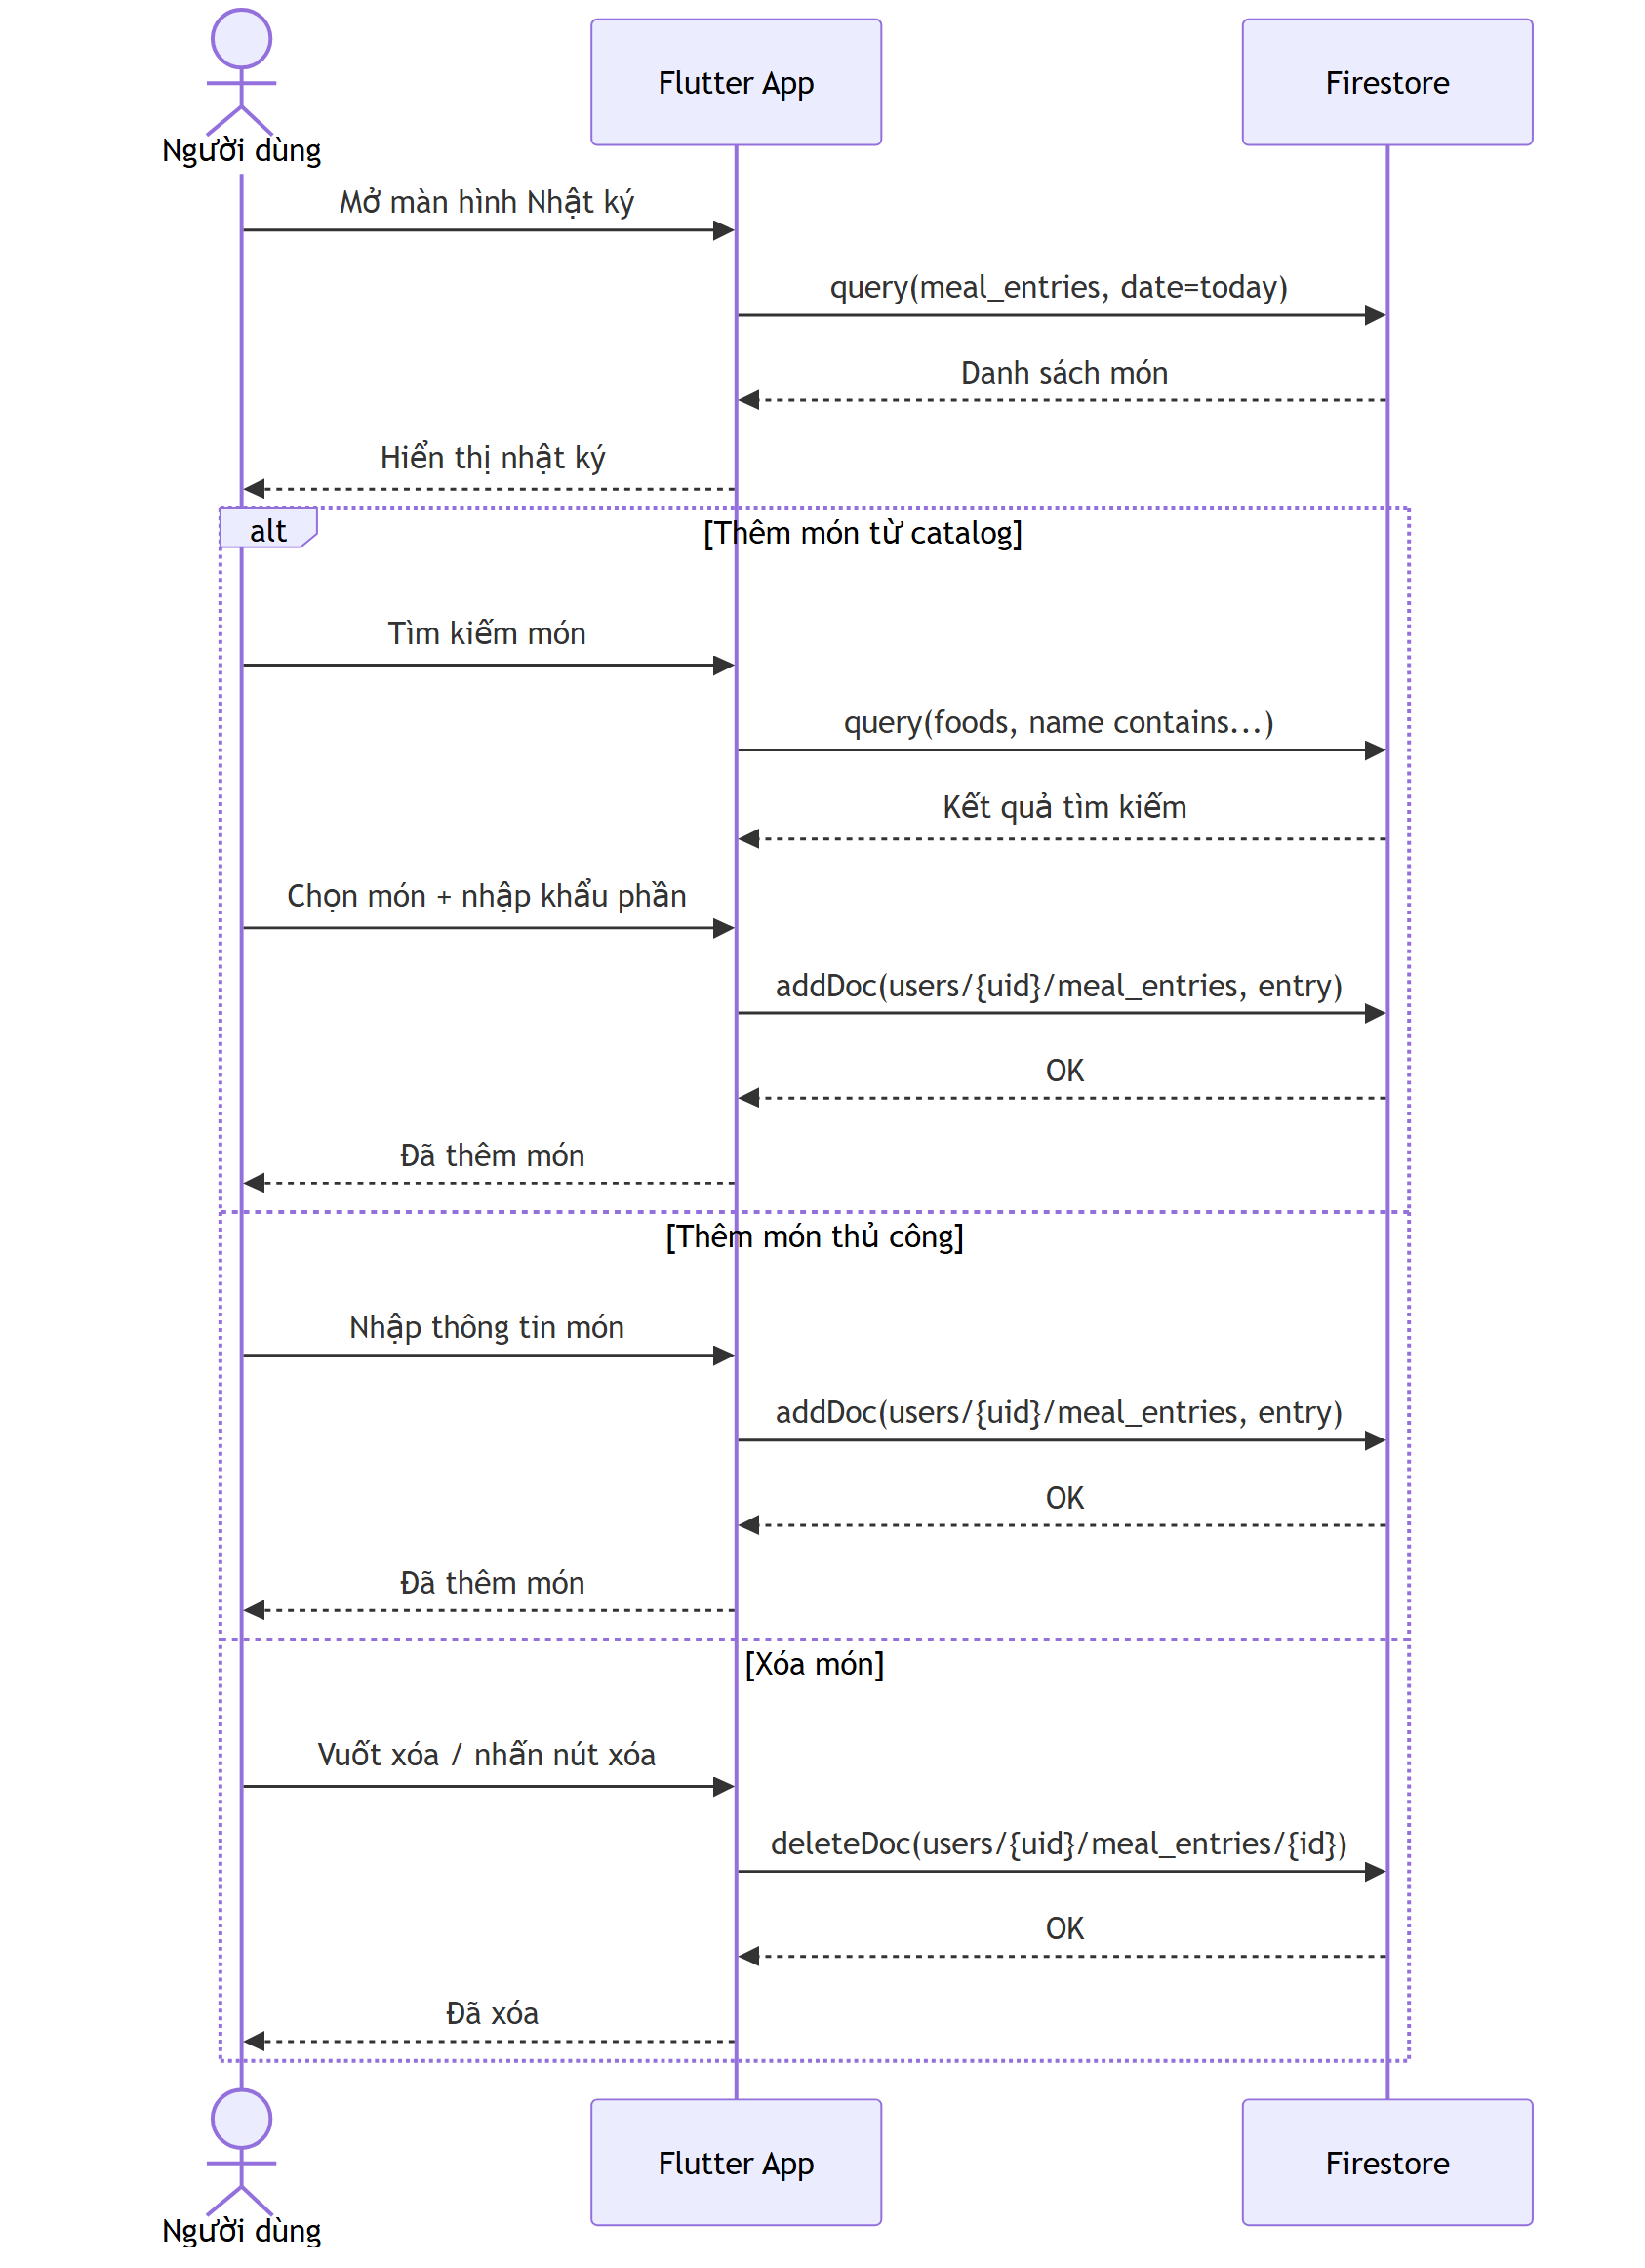 Người dùng
Flutter App
Firestore
Mở màn hình Nhật ký
query(meal_entries, date=today)
Danh sách món
Hiển thị nhật ký
alt
[Thêm món từ catalog]
Tìm kiếm món
query(foods, name contains...)
Kết quả tìm kiếm
Chọn món + nhập khẩu phần
addDoc(users/{uid}/meal_entries, entry)
OK
Đã thêm món
[Thêm món thủ công]
Nhập thông tin món
addDoc(users/{uid}/meal_entries, entry)
OK
Đã thêm món
[Xóa món]
Vuốt xóa / nhấn nút xóa
deleteDoc(users/{uid}/meal_entries/{id})
OK
Đã xóa
Người dùng
Flutter App
Firestore